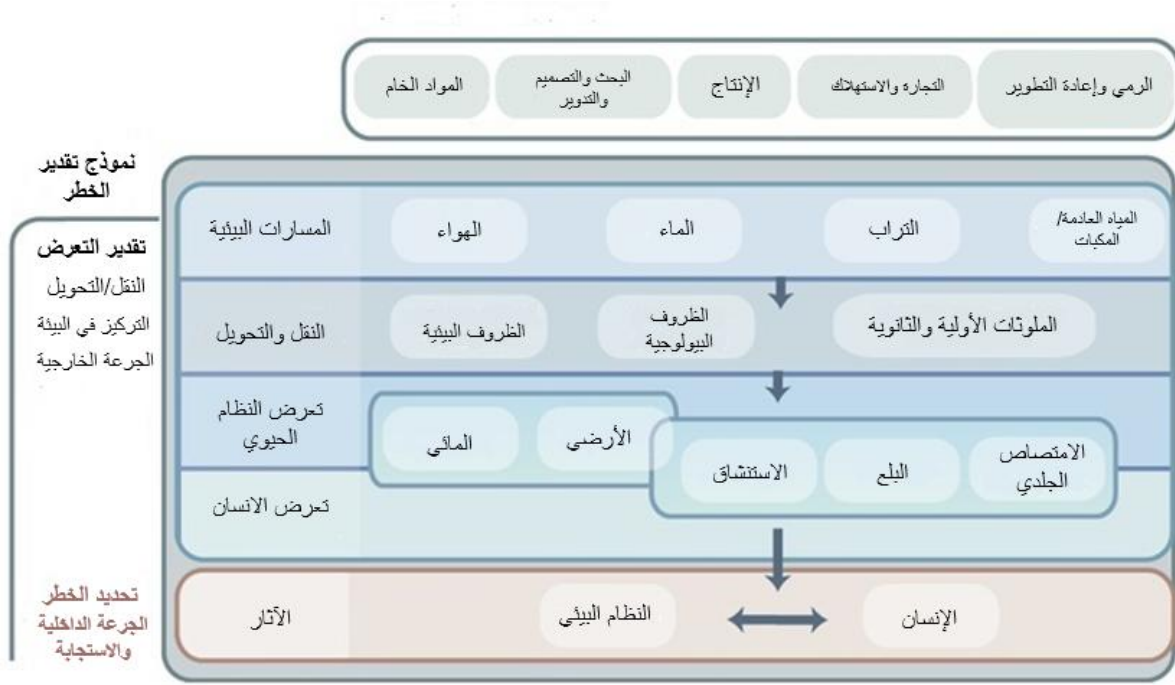 الرمي وإعادة التطوير
التجاره والاستهلاك
الإنتاج
البحث والتصميم
والتدوير
المواد الخام
نموذج تقدير
الخطر
تقدير التعرض
النقل/التحويل
التركيز في البيئة
الجرعة الخارجية
تحديد الخطر
الجرعة الداخلية
والاستجابة
المسارات البيئية
الهواء
الماء
التراب
المياه العادمة/
المكبات
النقل والتحويل
الظروف البيئية
الظروف
البيولوجية
الملوثات الأولية والثانوية
تعرض النظام
الحيوي
المائي
الأرضي
تعرض الانسان
الاستنشاق
البلع
الامتصاص
الجلدي
الآثار
النظام البيئي
الإنسان